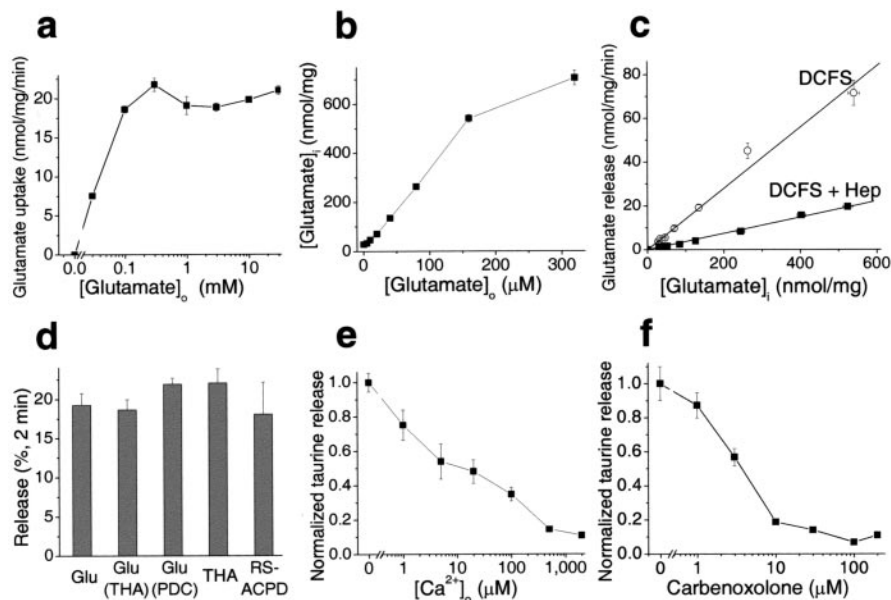 a
Glutamate uptake (nmol/mg/min)
20
15
10
5
0
0.0 0.1 1 10
[Glutamate]o (mM)
b
[Glutamate]i (nmol/mg)
600
400
200
0
0 100 200 300
[Glutamate]o (μM)
c
Glutamate release (nmol/mg/min)
80
60
40
20
0
DCFS
DCFS + Hep
0 200 400 600
[Glutamate]i (nmol/mg)
d
Release (%, 2 min)
20
15
10
5
0
Glu
Glu (THA)
Glu (PDC)
THA
RS-ACPD
e
Normalized taurine release
1.0
0.8
0.6
0.4
0.2
0.0
0 1 10 100 1,000
[Ca2+]o (μM)
f
Normalized taurine release
1.0
0.8
0.6
0.4
0.2
0.0
0 1 10 100
Carbenoxolone (μM)